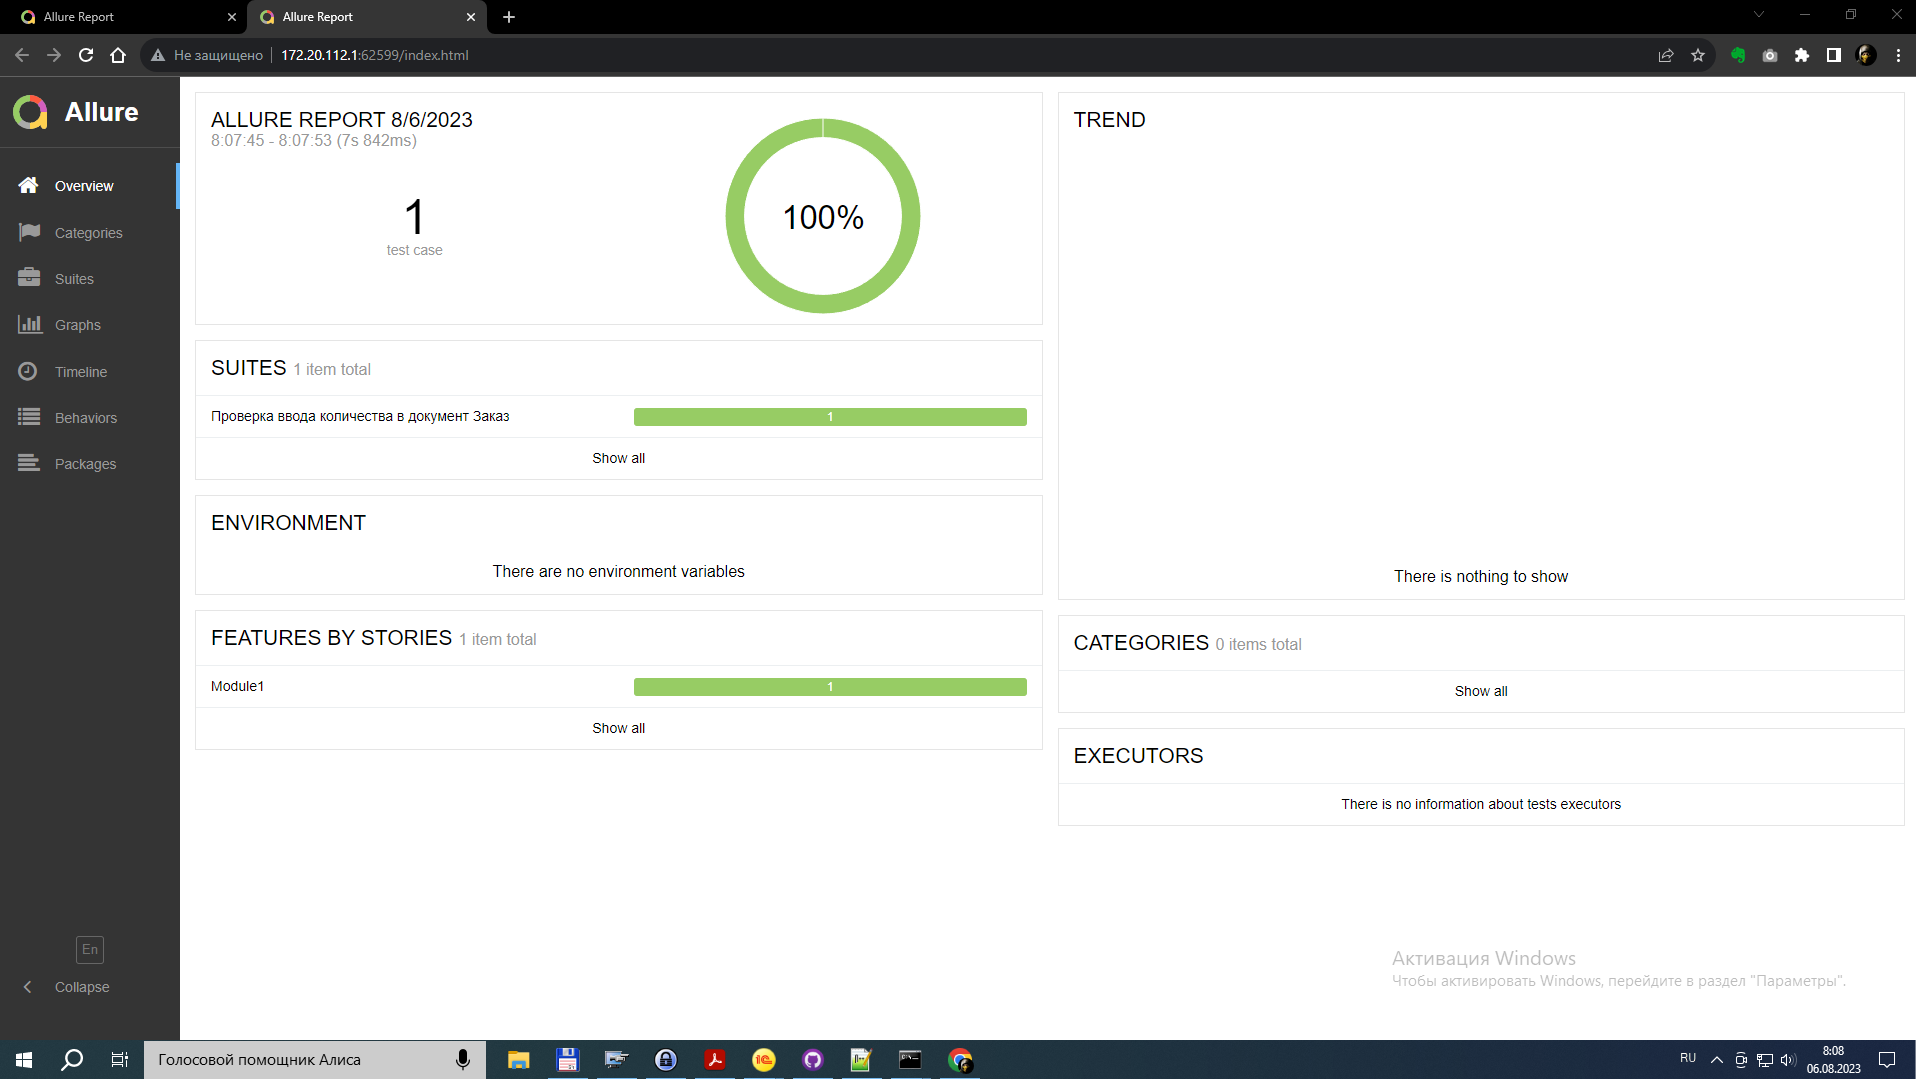 Allure Report
Allure Report
Не защищено
172.20.112.1:62599/index.html
Allure
Overview
Categories
Suites
Graphs
Timeline
Behaviors
Packages
En
Collapse
ALLURE REPORT 8/6/2023
8:07:45 - 8:07:53 (7s 842ms)
1
test case
100%
SUITES 1 item total
Проверка ввода количества в документ Заказ
1
Show all
ENVIRONMENT
There are no environment variables
FEATURES BY STORIES 1 item total
Module1
1
Show all
TREND
There is nothing to show
CATEGORIES 0 items total
Show all
EXECUTORS
There is no information about tests executors
Активация Windows
Чтобы активировать Windows, перейдите в раздел "Параметры".
Голосовой помощник Алиса
RU
8:08
06.08.2023